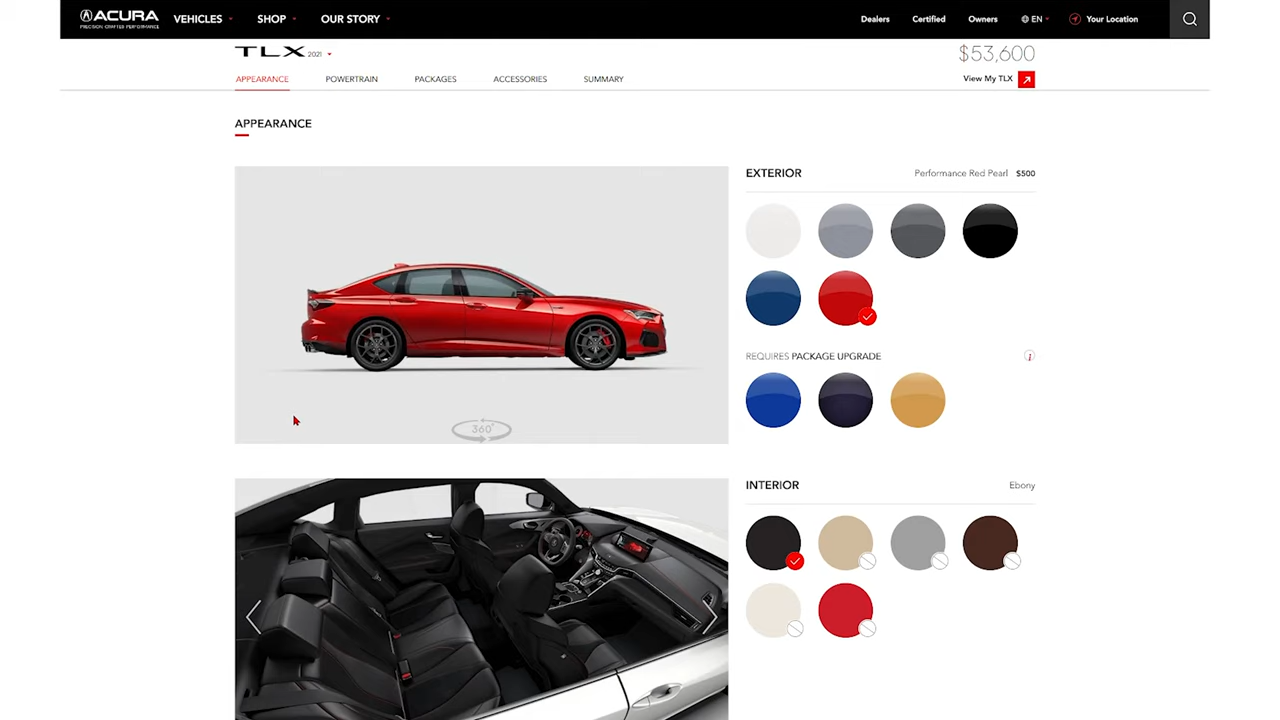 ACURA
PRECISION CRAFTED PERFORMANCE
VEHICLES SHOP OUR STORY Dealers Certified Owners EN Your Location
TLX 2021 $53,600
View My TLX
APPEARANCE POWERTRAIN PACKAGES ACCESSORIES SUMMARY
APPEARANCE
EXTERIOR Performance Red Pearl $500
REQUIRES PACKAGE UPGRADE i
360°
INTERIOR Ebony